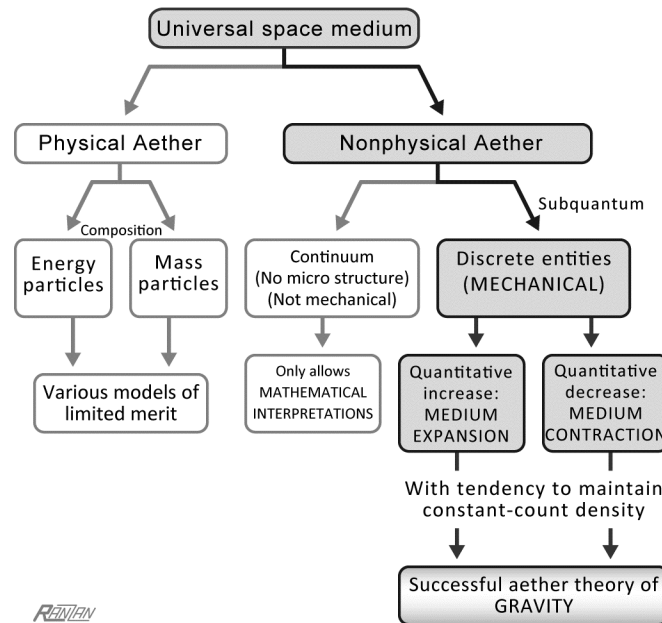 Universal space medium
Physical Aether
Nonphysical Aether
Subquantum
Composition
Energy
particles
Mass
particles
Continuum
(No micro structure)
(Not mechanical)
Discrete entities
(MECHANICAL)
Various models of
limited merit
Only allows
MATHEMATICAL
INTERPRETATIONS
Quantitative
increase:
MEDIUM
EXPANSION
Quantitative
decrease:
MEDIUM
CONTRACTION
With tendency to maintain
constant-count density
Successful aether theory of
GRAVITY
RANZAN